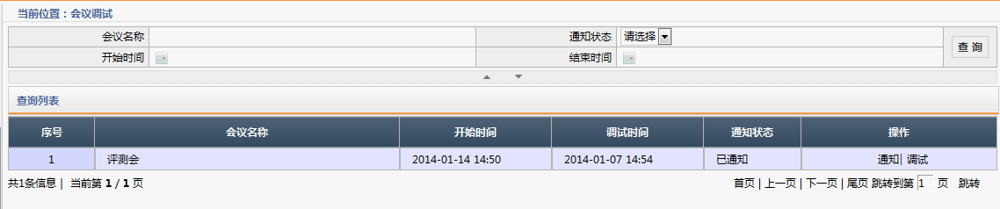 当前位置：会议调试
会议名称 通知状态 请选择
开始时间 结束时间 查 询
查询列表
序号 会议名称 开始时间 调试时间 通知状态 操作
1 评测会 2014-01-14 14:50 2014-01-07 14:54 已通知 通知| 调试
共1条信息 | 当前第 1 / 1 页 首页 | 上一页 | 下一页 | 尾页 跳转到第 1 页 跳转